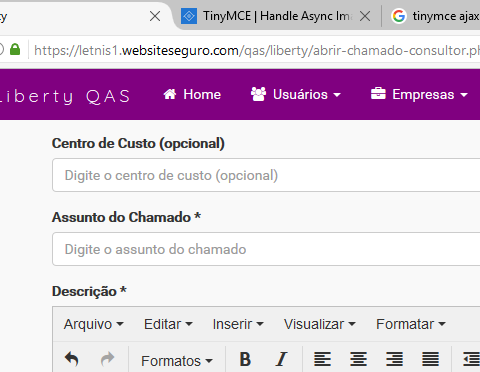 ty
TinyMCE | Handle Async Ima
tinymce ajax
https://letnis1.websiteseguro.com/qas/liberty/abrir-chamado-consultor.ph
Liberty QAS
Home
Usuários
Empresas
Centro de Custo (opcional)
Digite o centro de custo (opcional)
Assunto do Chamado *
Digite o assunto do chamado
Descrição *
Arquivo Editar Inserir Visualizar Formatar
Formatos B I